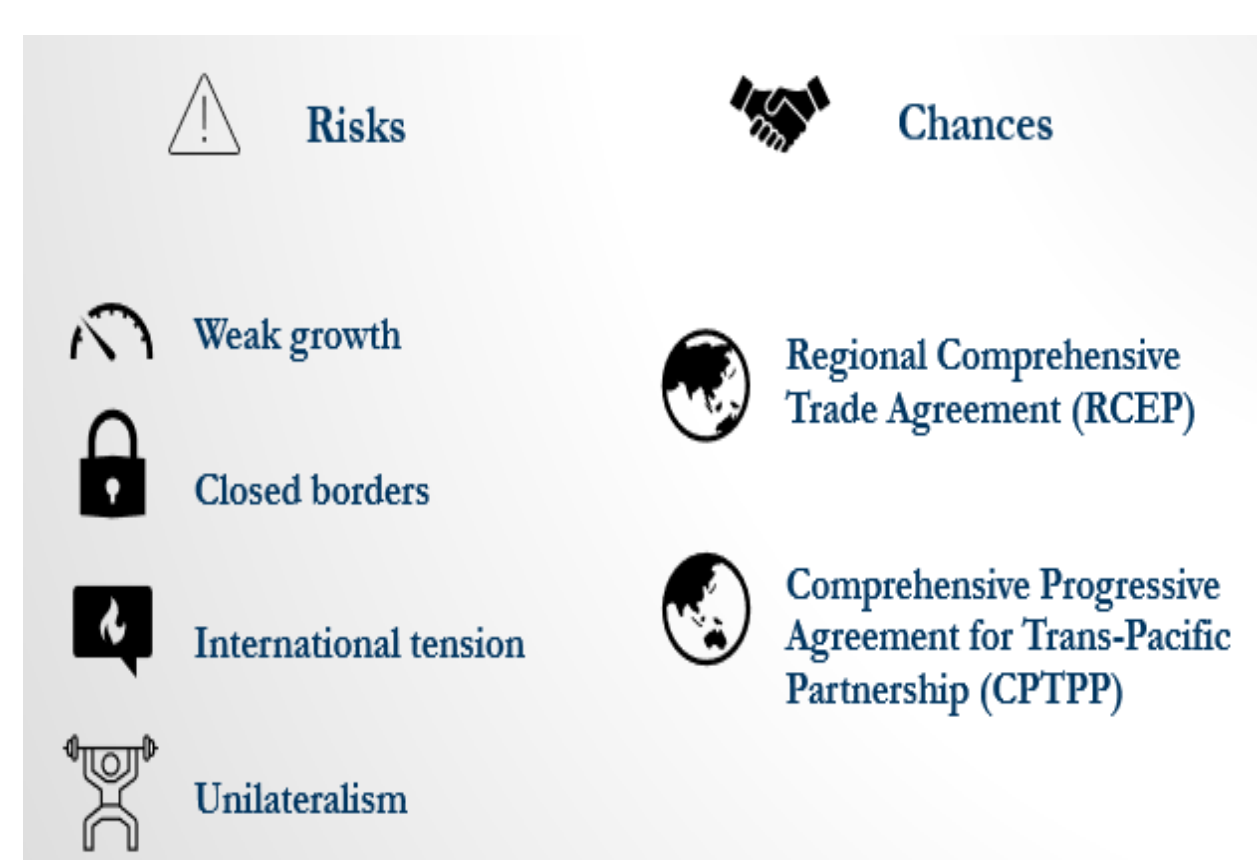 Risks
Chances
Weak growth
Closed borders
International tension
Unilateralism
Regional Comprehensive
Trade Agreement (RCEP)
Comprehensive Progressive
Agreement for Trans-Pacific
Partnership (CPTPP)